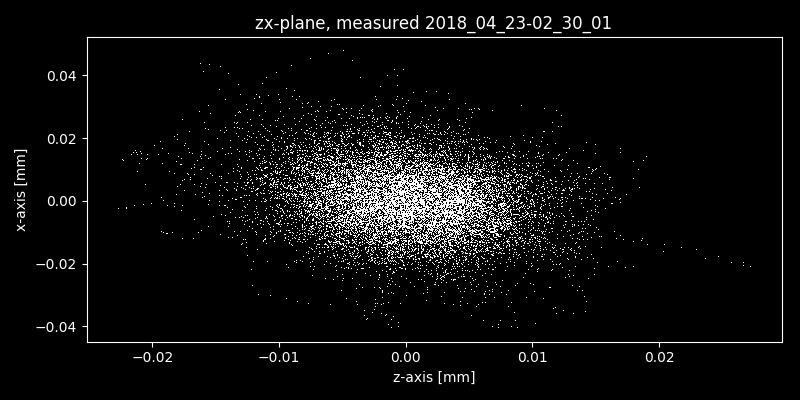 zx-plane, measured 2018_04_23-02_30_01
0.04
0.02
0.00
−0.02
−0.04
x-axis [mm]
−0.02 −0.01 0.00 0.01 0.02
z-axis [mm]